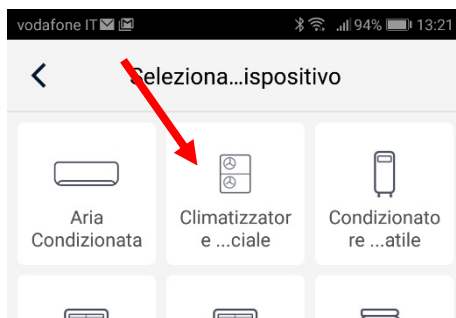 vodafone IT 94% 13:21
Seleziona...ispositivo
Aria
Condizionata
Climatizzator
e ...ciale
Condizionato
re ...atile